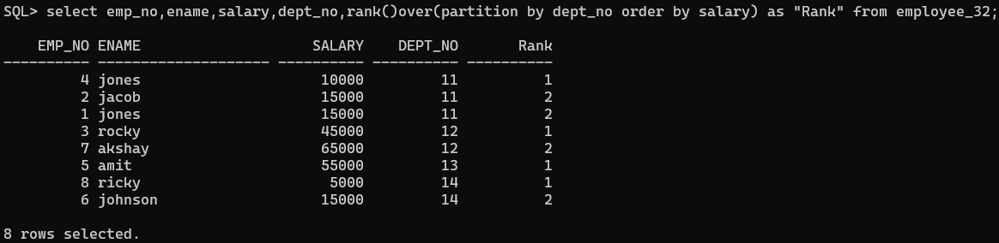 SQL> select emp_no,ename,salary,dept_no,rank()over(partition by dept_no order by salary) as "Rank" from employee_32;
    EMP_NO ENAME                    SALARY    DEPT_NO       Rank
---------- -------------------- ---------- ---------- ----------
         4 jones                     10000         11          1
         2 jacob                     15000         11          2
         1 jones                     15000         11          2
         3 rocky                     45000         12          1
         7 akshay                    65000         12          2
         5 amit                      55000         13          1
         8 ricky                      5000         14          1
         6 johnson                   15000         14          2
8 rows selected.